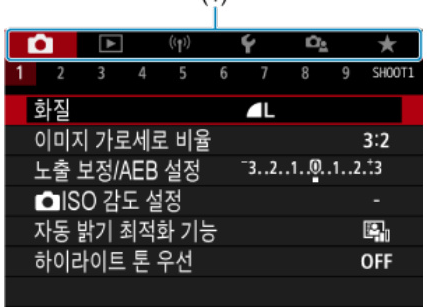 1 2 3 4 5 6 7 8 9 SHOOT1
화질 L
이미지 가로세로 비율 3:2
노출 보정/AEB 설정 ⁻3..2..1..0..1..2.⁺3
ISO 감도 설정 -
자동 밝기 최적화 기능
하이라이트 톤 우선 OFF